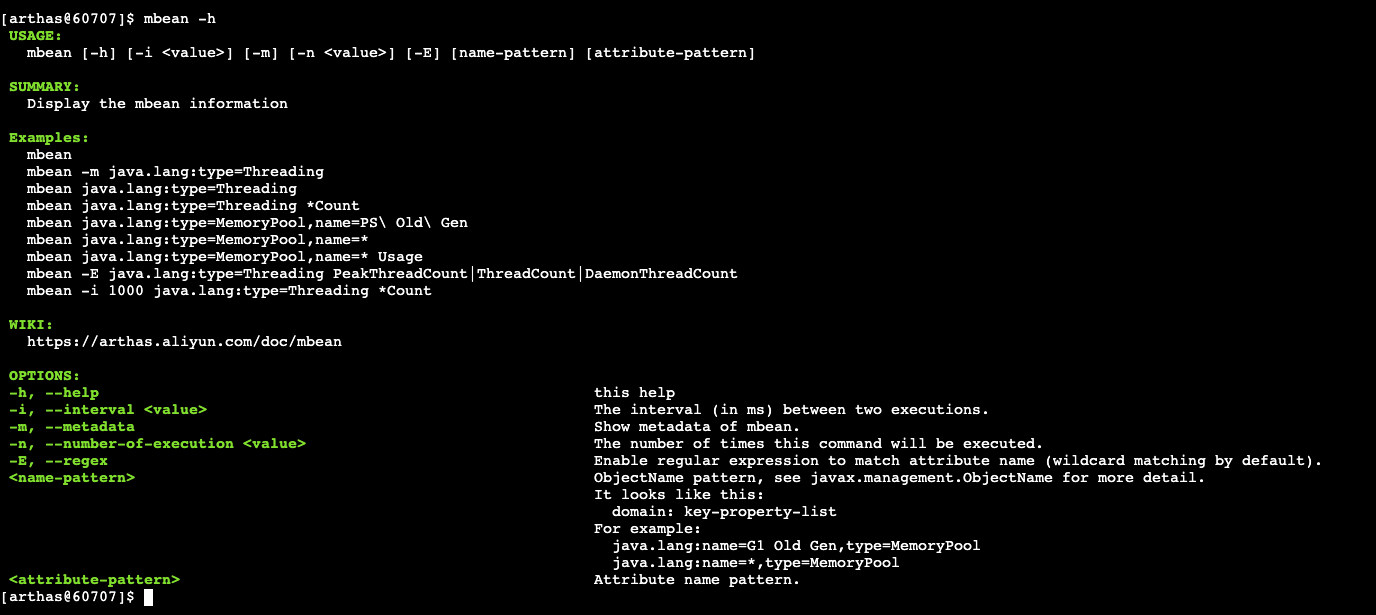 [arthas@60707]$ mbean -h
USAGE:
  mbean [-h] [-i <value>] [-m] [-n <value>] [-E] [name-pattern] [attribute-pattern]

SUMMARY:
  Display the mbean information

Examples:
  mbean
  mbean -m java.lang:type=Threading
  mbean java.lang:type=Threading
  mbean java.lang:type=Threading *Count
  mbean java.lang:type=MemoryPool,name=PS\ Old\ Gen
  mbean java.lang:type=MemoryPool,name=*
  mbean java.lang:type=MemoryPool,name=* Usage
  mbean -E java.lang:type=Threading PeakThreadCount|ThreadCount|DaemonThreadCount
  mbean -i 1000 java.lang:type=Threading *Count

WIKI:
  https://arthas.aliyun.com/doc/mbean

OPTIONS:
-h, --help this help
-i, --interval <value> The interval (in ms) between two executions.
-m, --metadata Show metadata of mbean.
-n, --number-of-execution <value> The number of times this command will be executed.
-E, --regex Enable regular expression to match attribute name (wildcard matching by default).
<name-pattern> ObjectName pattern, see javax.management.ObjectName for more detail.
It looks like this:
  domain: key-property-list
For example:
  java.lang:name=G1 Old Gen,type=MemoryPool
  java.lang:name=*,type=MemoryPool
<attribute-pattern> Attribute name pattern.
[arthas@60707]$